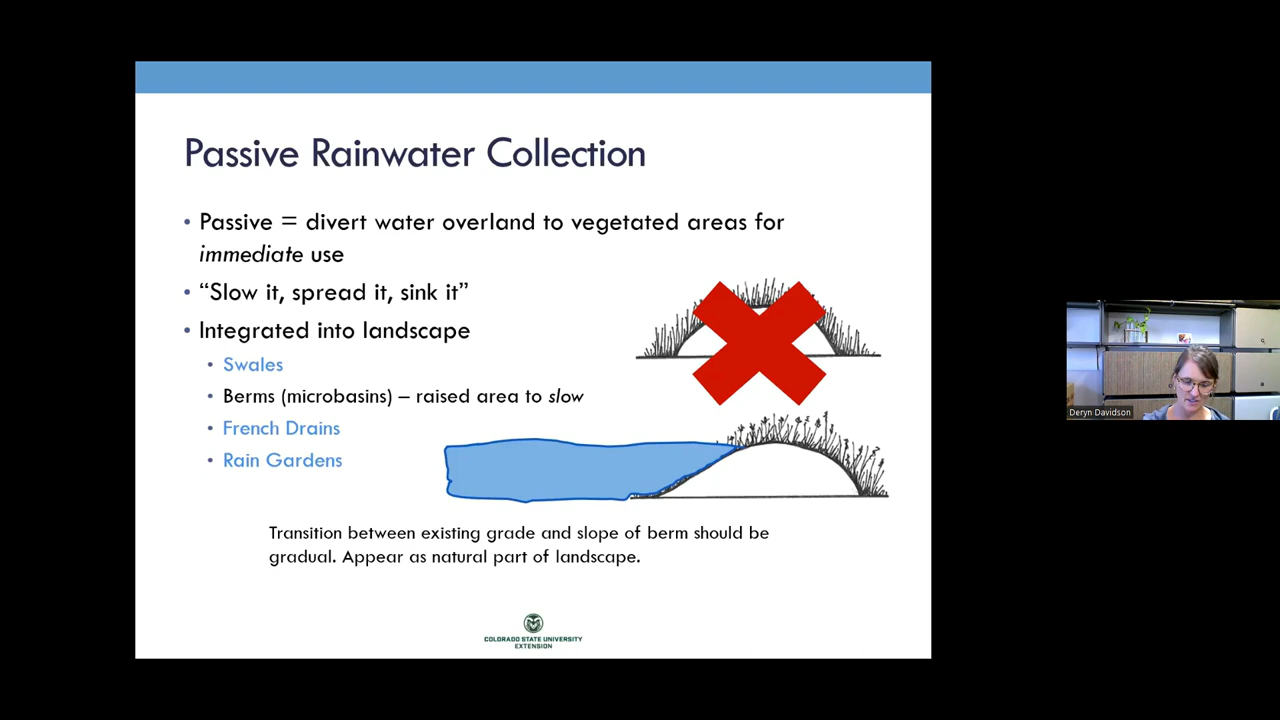 Passive Rainwater Collection
• Passive = divert water overland to vegetated areas for
immediate use
• “Slow it, spread it, sink it”
• Integrated into landscape
• Swales
• Berms (microbasins) – raised area to slow
• French Drains
• Rain Gardens
Transition between existing grade and slope of berm should be
gradual. Appear as natural part of landscape.
COLORADO STATE UNIVERSITY
EXTENSION
Deryn Davidson